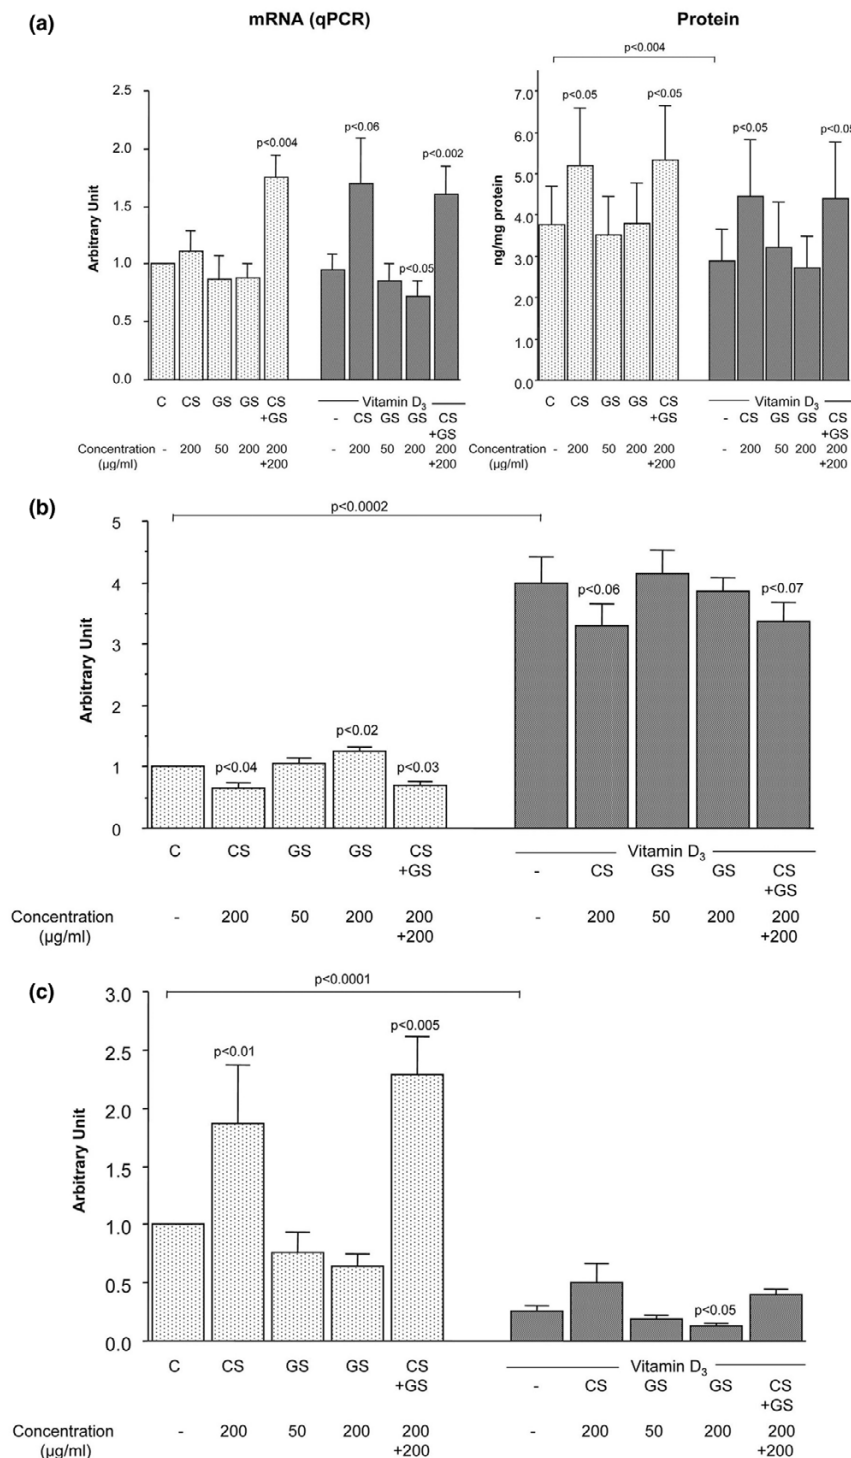 (a)
mRNA (qPCR)
Protein
p<0.004
2.5
2.0
1.5
1.0
0.5
0.0
Arbitrary Unit
p<0.004
p<0.06
p<0.05
p<0.002
7.0
6.0
5.0
4.0
3.0
2.0
1.0
0.0
ng/mg protein
p<0.05
p<0.05
p<0.05
p<0.05
C CS GS GS CS +GS
Vitamin D3
- CS GS GS CS +GS
Concentration (µg/ml)
- 200 50 200 200 +200
- 200 50 200 200 +200
C CS GS GS CS +GS
Vitamin D3
- CS GS GS CS +GS
Concentration (µg/ml)
- 200 50 200 200 +200
- 200 50 200 200 +200
(b)
p<0.0002
5
4
3
2
1
0
Arbitrary Unit
p<0.04
p<0.02
p<0.03
p<0.06
p<0.07
C CS GS GS CS +GS
Vitamin D3
- CS GS GS CS +GS
Concentration (µg/ml)
- 200 50 200 200 +200
- 200 50 200 200 +200
(c)
p<0.0001
3.0
2.5
2.0
1.5
1.0
0.5
0.0
Arbitrary Unit
p<0.01
p<0.005
p<0.05
C CS GS GS CS +GS
Vitamin D3
- CS GS GS CS +GS
Concentration (µg/ml)
- 200 50 200 200 +200
- 200 50 200 200 +200